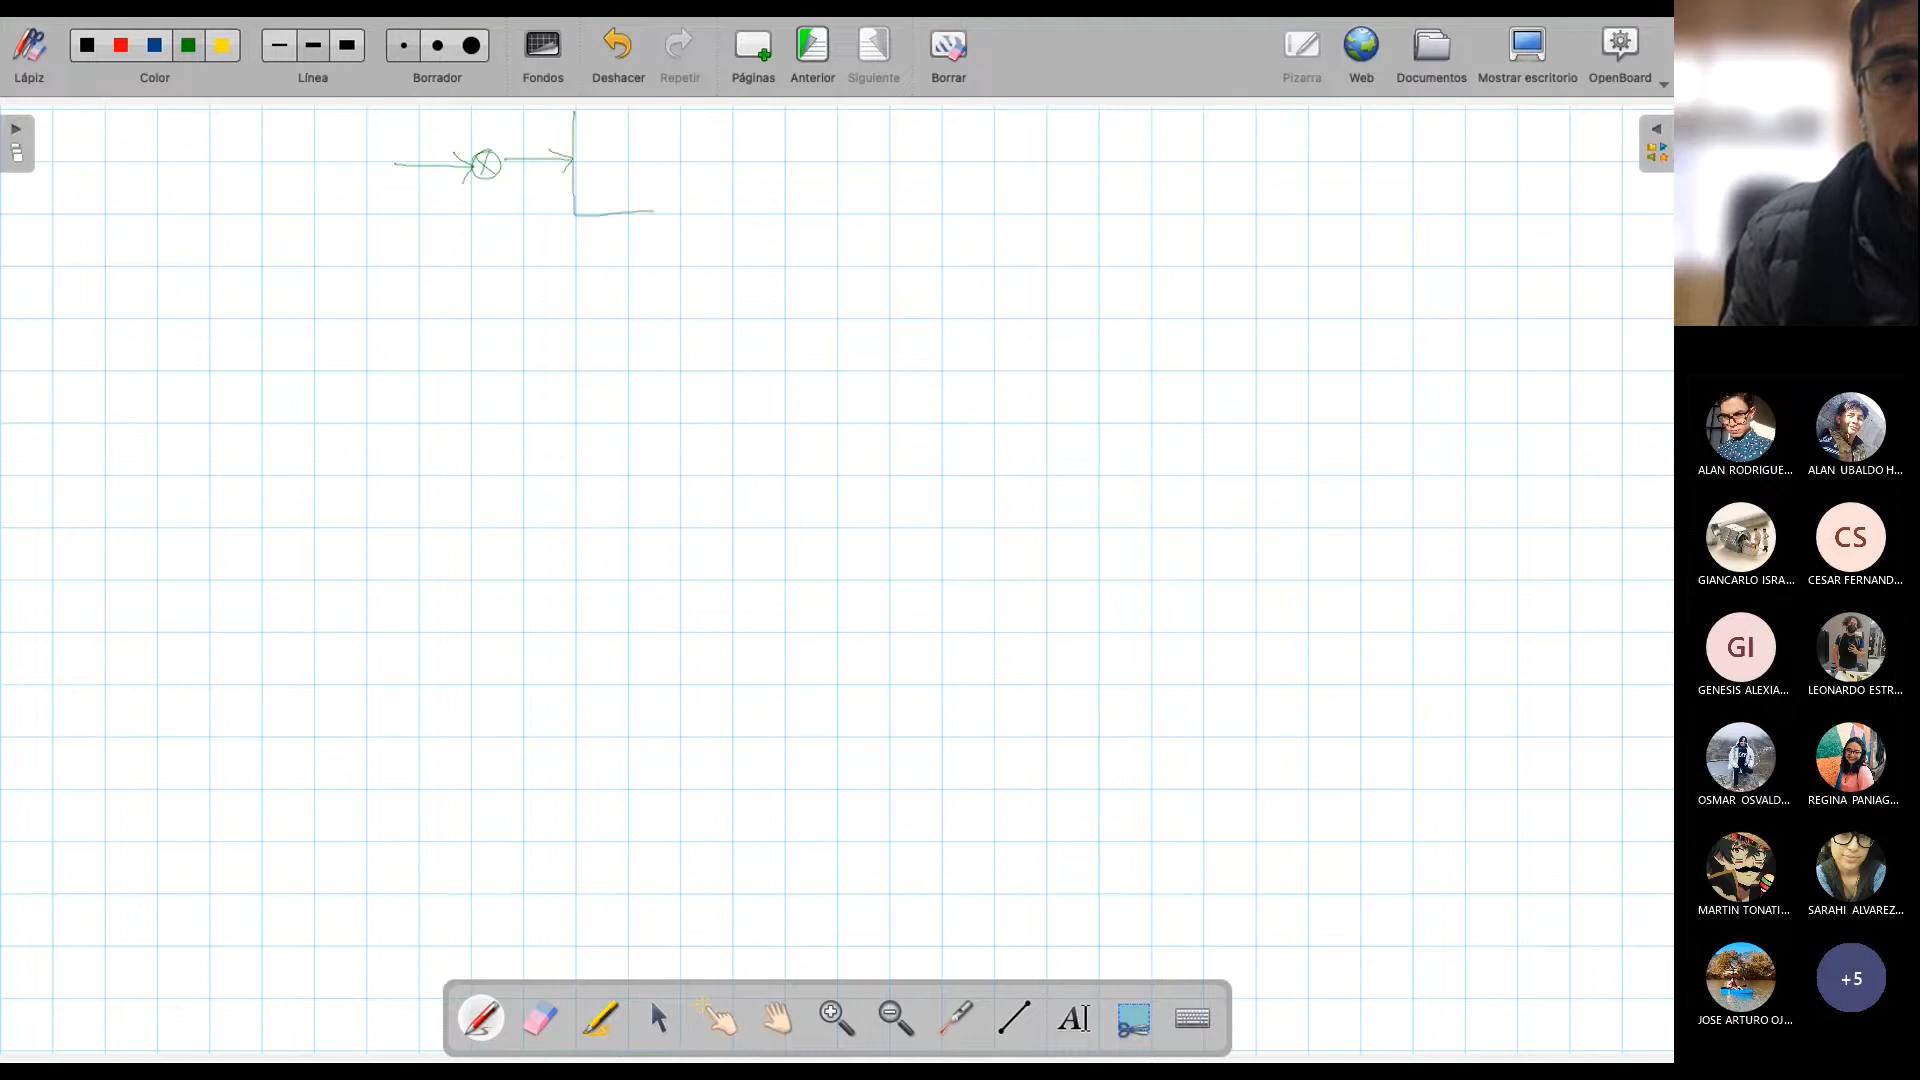 Lápiz
Color
Línea
Borrador
Fondos
Deshacer
Repetir
Páginas
Anterior
Siguiente
Borrar
Pizarra
Web
Documentos
Mostrar escritorio
OpenBoard
ALAN RODRIGUE...
ALAN UBALDO H...
GIANCARLO ISRA...
CS
CESAR FERNAND...
GI
GENESIS ALEXIA...
LEONARDO ESTR...
OSMAR OSVALD...
REGINA PANIAG...
MARTIN TONATI...
SARAHI ALVAREZ...
JOSE ARTURO OJ...
+5
A